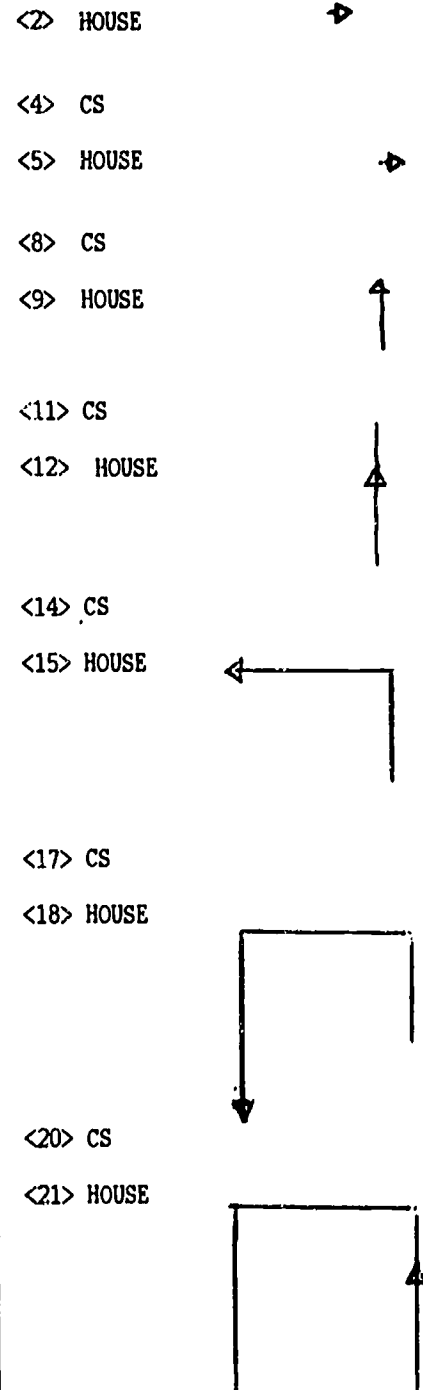 <2> HOUSE
<4> CS
<5> HOUSE
<8> CS
<9> HOUSE
<11> CS
<12> HOUSE
<14> CS
<15> HOUSE
<17> CS
<18> HOUSE
<20> CS
<21> HOUSE